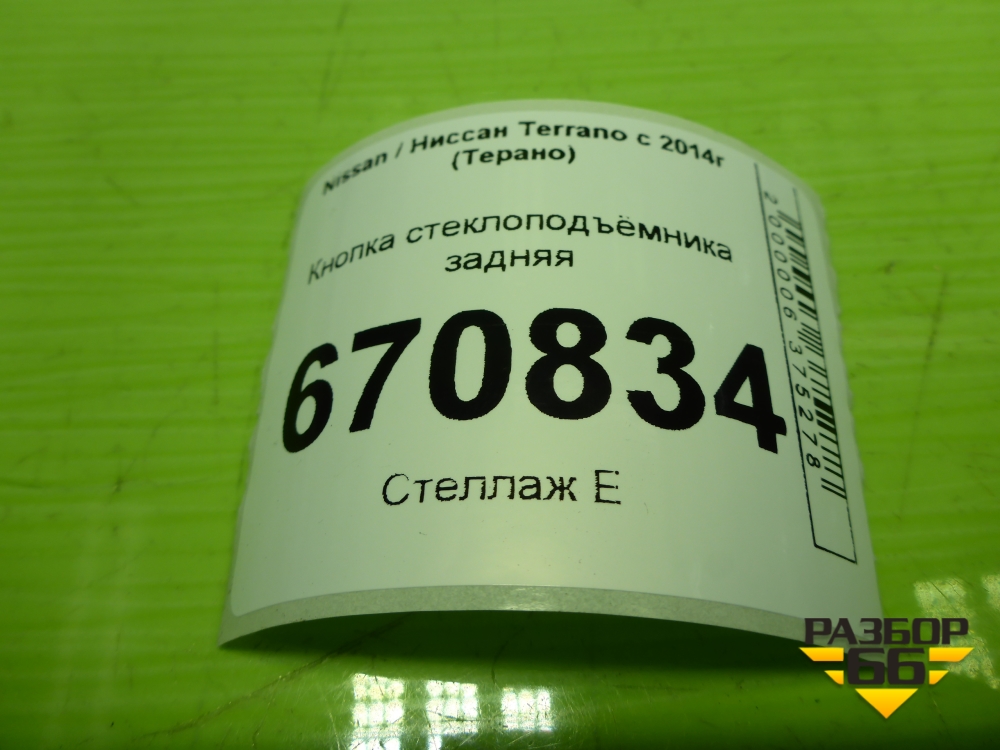 Nissan / Ниссан Terrano с 2014г
(Терано)
Кнопка стеклоподъёмника
задняя
670834
Стеллаж Е
2000006375278
РАЗБОР
66